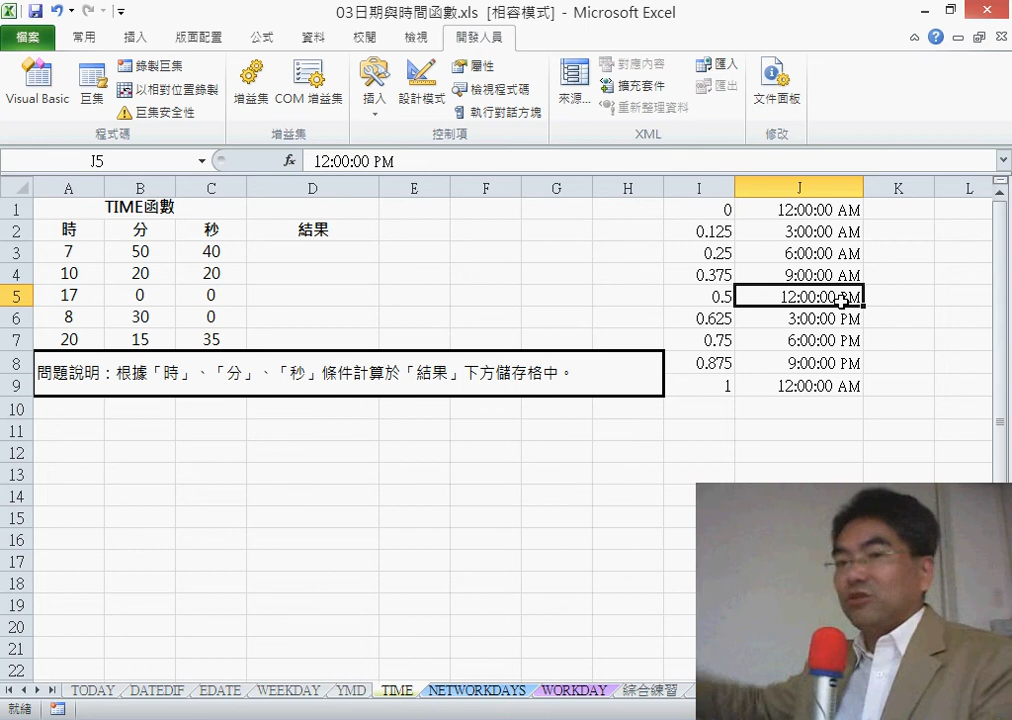 03日期與時間函數.xls [相容模式] - Microsoft Excel
檔案 常用 插入 版面配置 公式 資料 校閱 檢視 開發人員
Visual Basic 巨集 錄製巨集 以相對位置錄製 巨集安全性 程式碼
增益集 COM 增益集 增益集
插入 設計模式 屬性 檢視程式碼 執行對話方塊 控制項
來源... 對應內容 擴充套件 重新整理資料 匯入 匯出 XML
文件面板 修改
J5 fx 12:00:00 PM
A B C D E F G H I J K L
1 TIME函數 0 12:00:00 AM
2 時 分 秒 結果 0.125 3:00:00 AM
3 7 50 40 0.25 6:00:00 AM
4 10 20 20 0.375 9:00:00 AM
5 17 0 0 0.5 12:00:00 PM
6 8 30 0 0.625 3:00:00 PM
7 20 15 35 0.75 6:00:00 PM
8 問題說明：根據「時」、「分」、「秒」條件計算於「結果」下方儲存格中。 0.875 9:00:00 PM
9 1 12:00:00 AM
10
11
12
13
14
15
16
17
18
19
20
21
22
TODAY DATEDIF EDATE WEEKDAY YMD TIME NETWORKDAYS WORKDAY 綜合練習
就緒